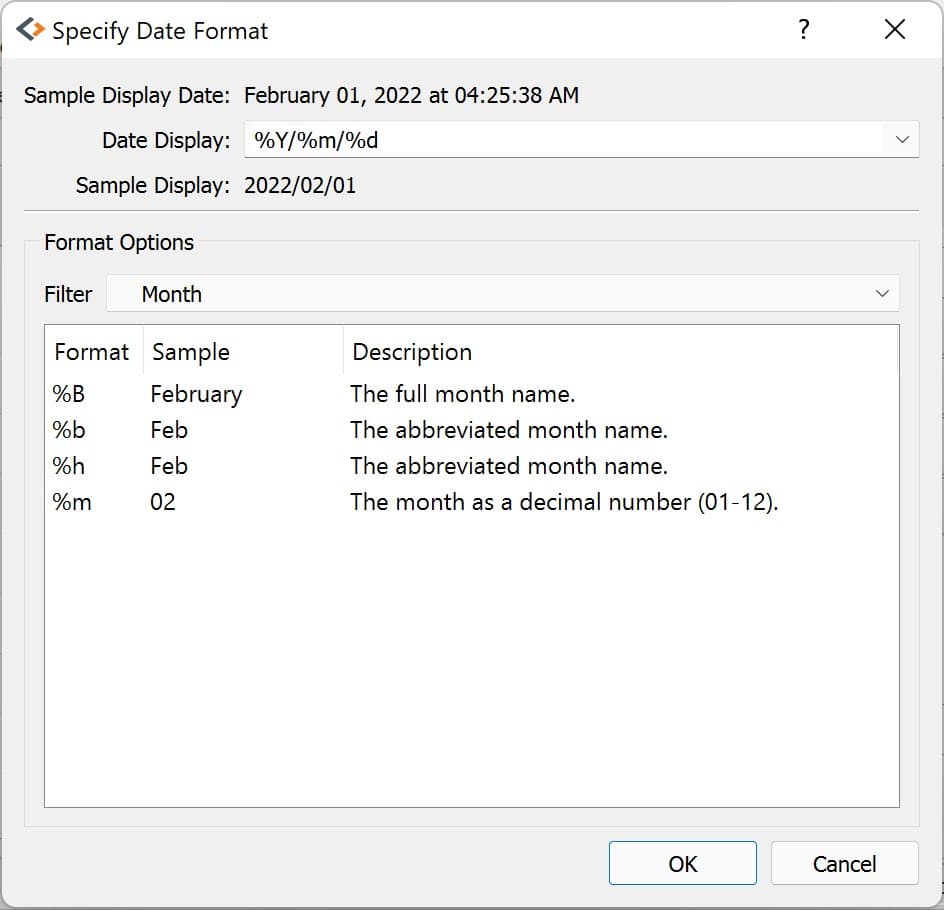 Specify Date Format ?
Sample Display Date: February 01, 2022 at 04:25:38 AM
Date Display: %Y/%m/%d
Sample Display: 2022/02/01
Format Options
Filter Month
Format Sample Description
%B February The full month name.
%b Feb The abbreviated month name.
%h Feb The abbreviated month name.
%m 02 The month as a decimal number (01-12).
OK Cancel